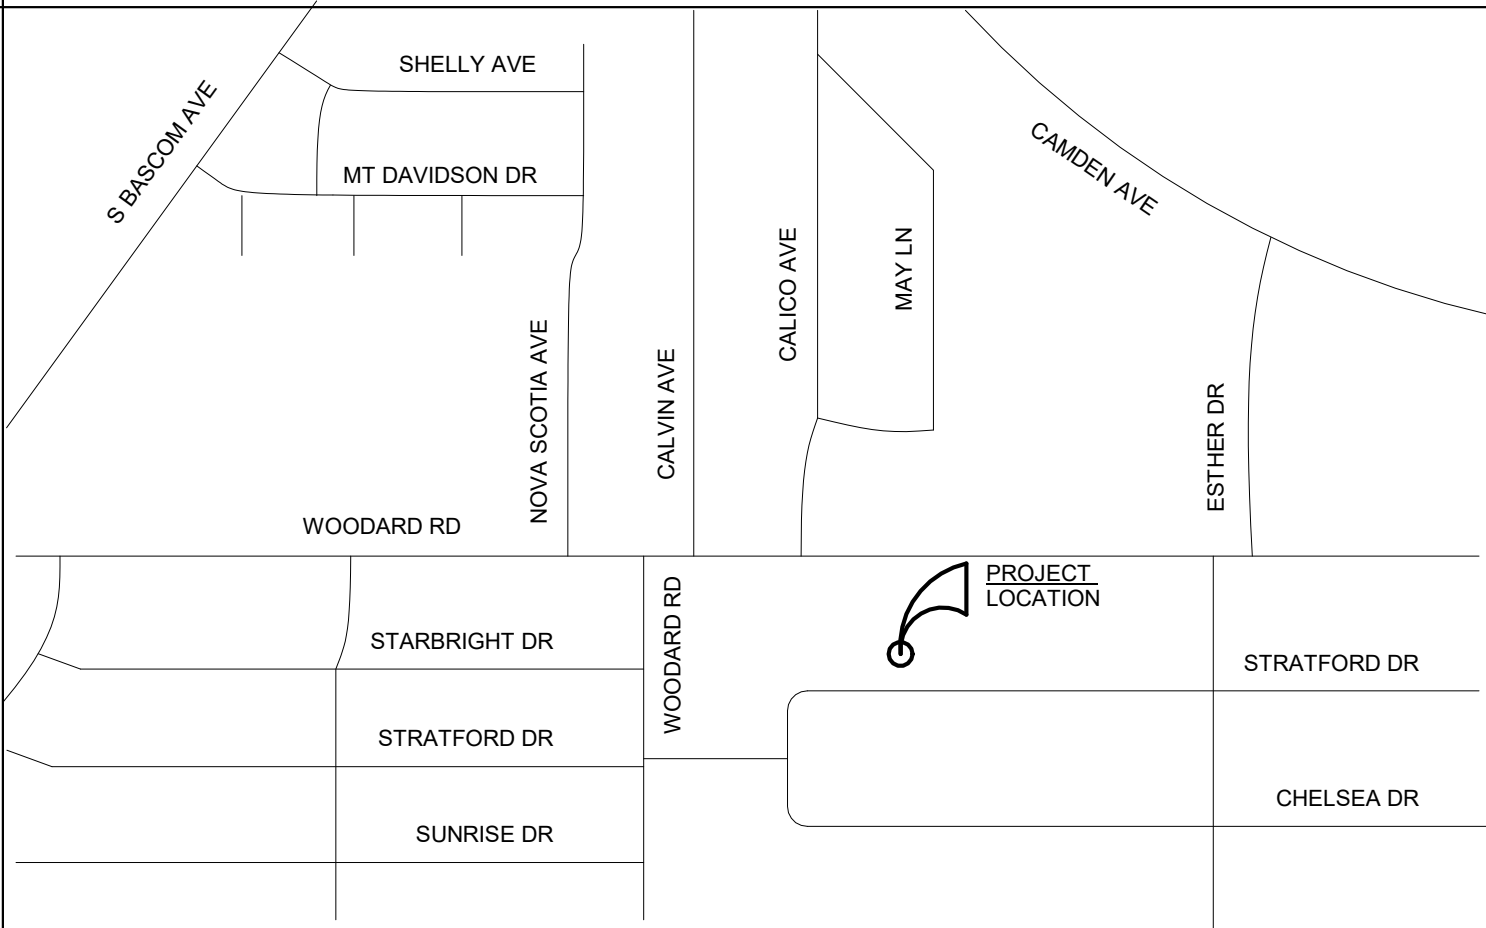 SHELLY AVE
S BASCOM AVE
MT DAVIDSON DR
CAMDEN AVE
CALICO AVE
MAY LN
NOVA SCOTIA AVE
CALVIN AVE
ESTHER DR
WOODARD RD
PROJECT
LOCATION
WOODARD RD
STARBRIGHT DR
STRATFORD DR
STRATFORD DR
CHELSEA DR
SUNRISE DR